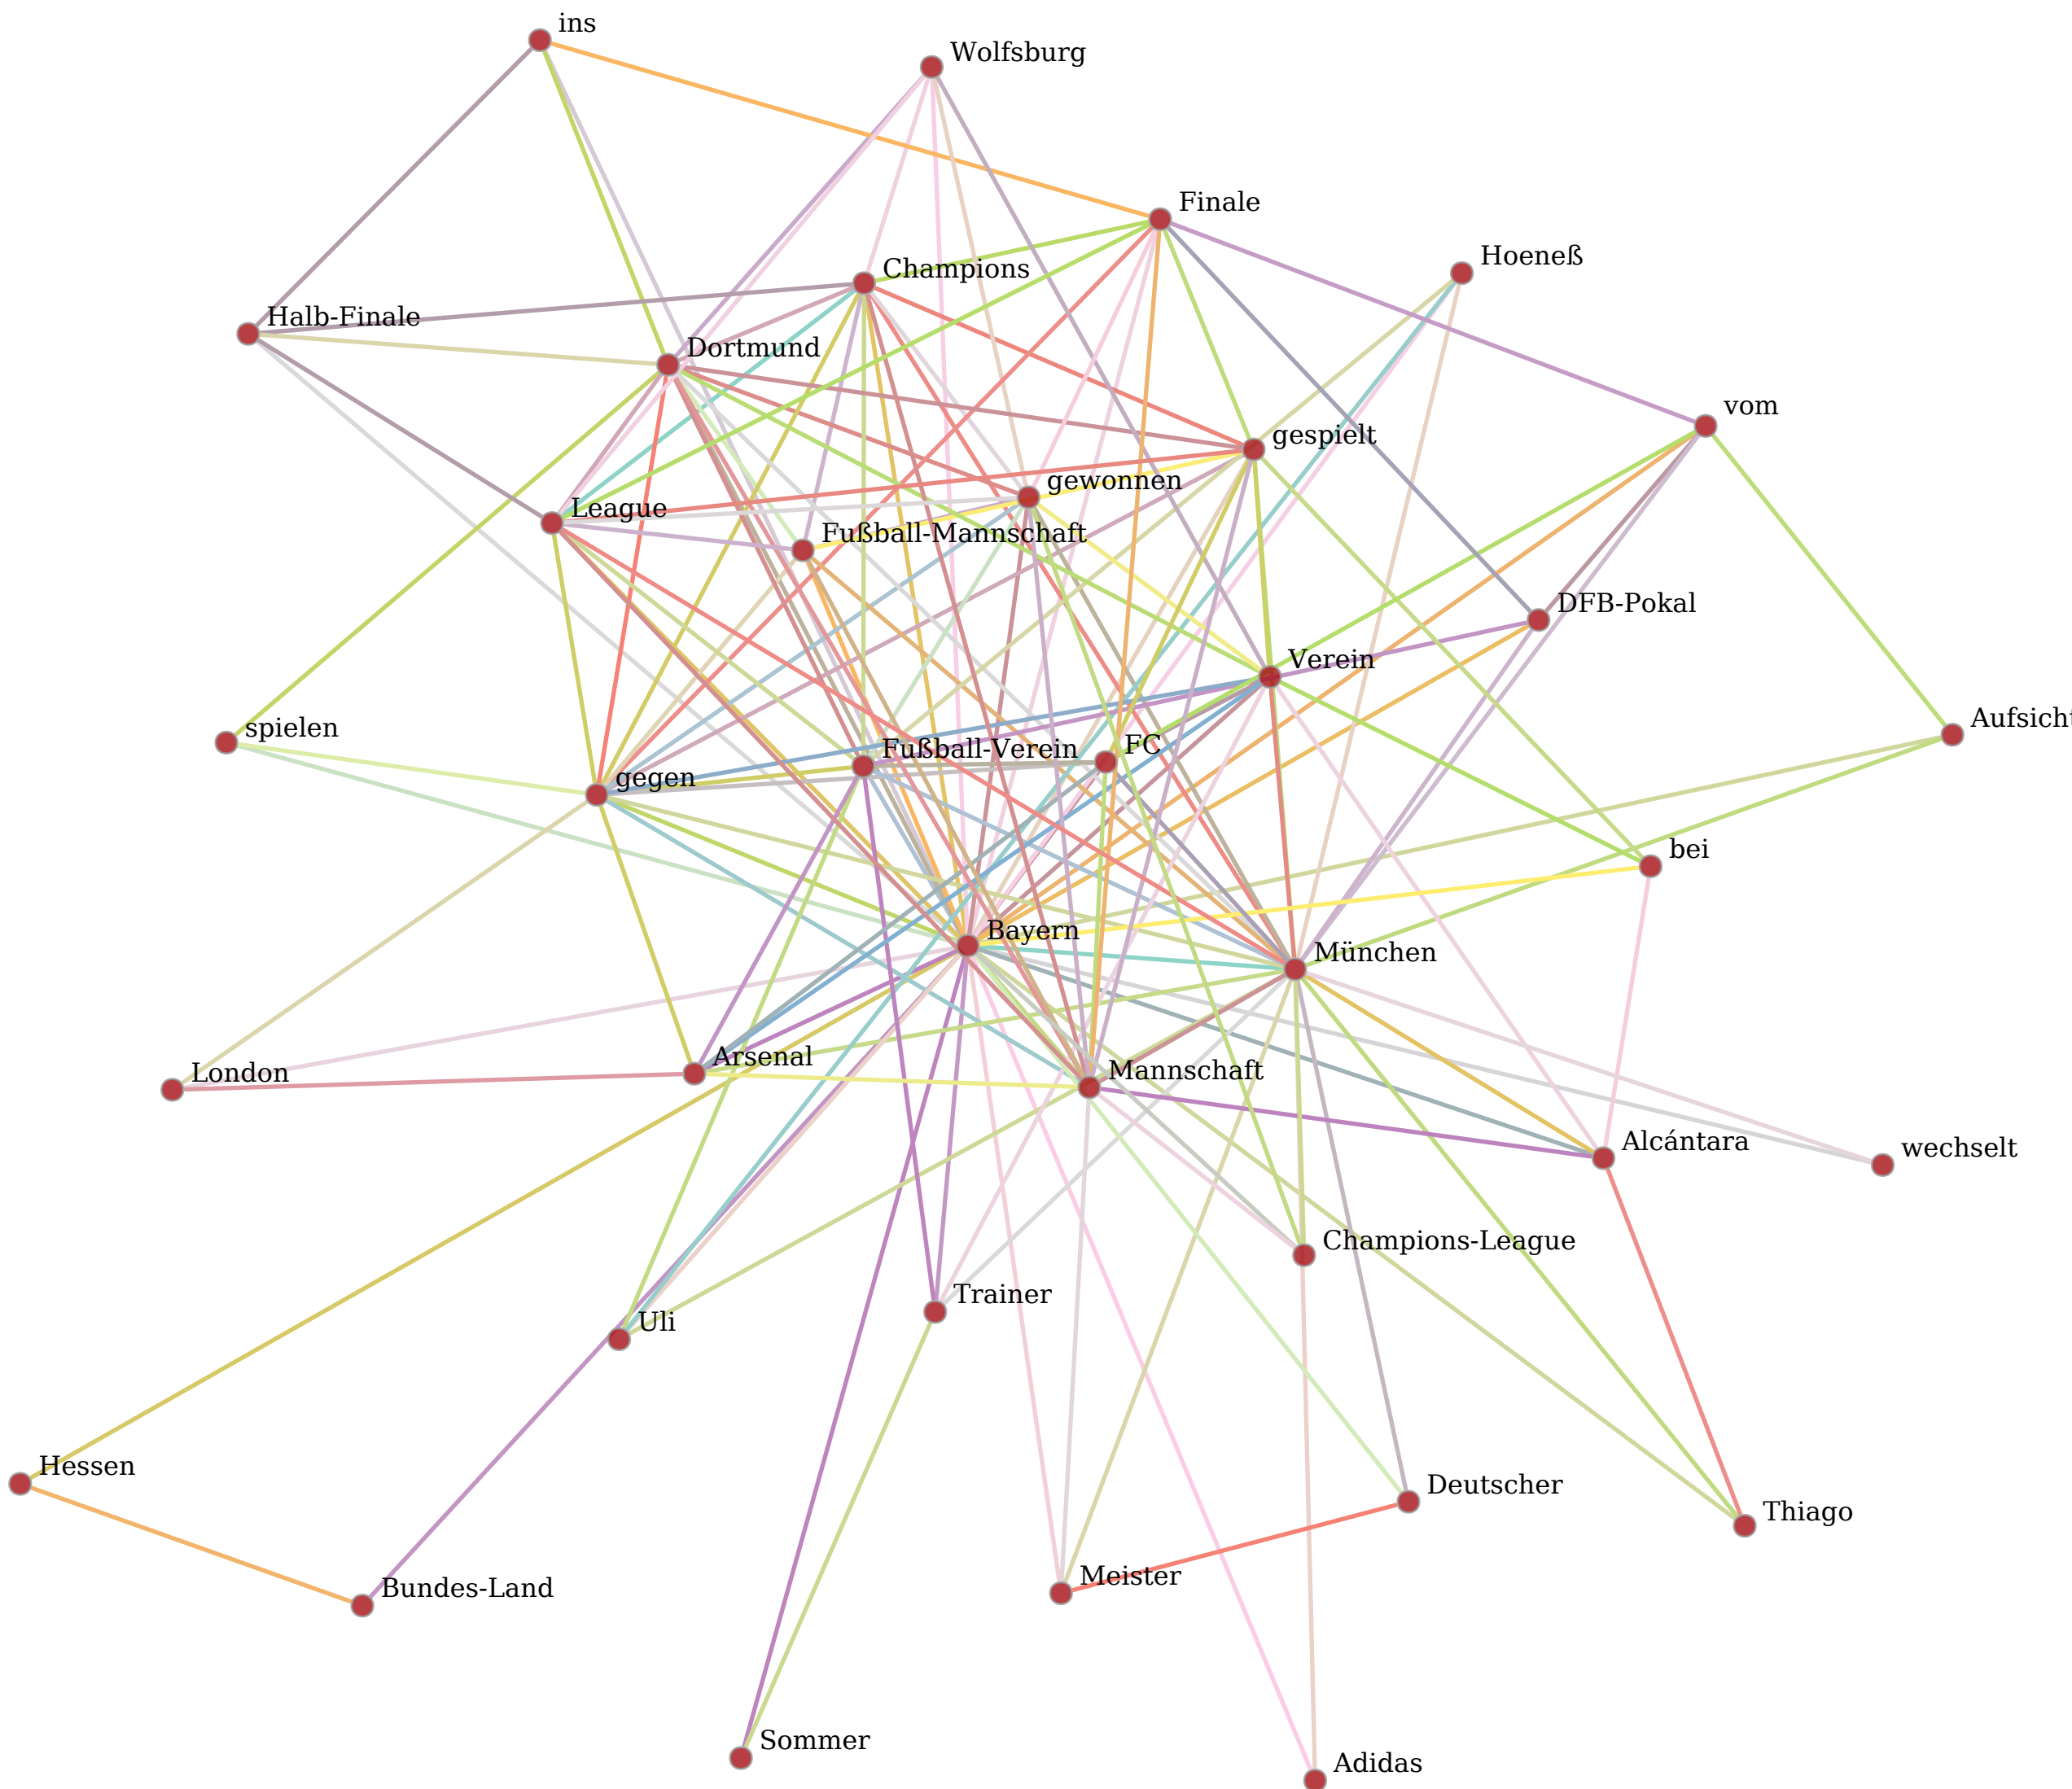 ins
Wolfsburg
Finale
Hoeneß
Champions
Halb-Finale
Dortmund
vom
gespielt
gewonnen
League
Fußball-Mannschaft
DFB-Pokal
Verein
Aufsicht
spielen
Fußball-Verein
FC
gegen
bei
Bayern
München
Arsenal
London
Mannschaft
Alcántara
wechselt
Champions-League
Trainer
Uli
Hessen
Deutscher
Thiago
Meister
Bundes-Land
Sommer
Adidas